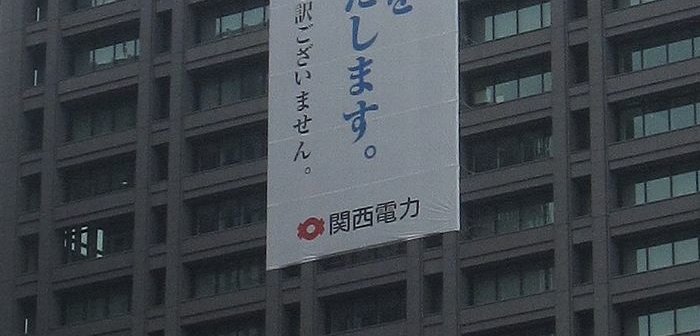 を
たします。
訳ございません。
関西電力